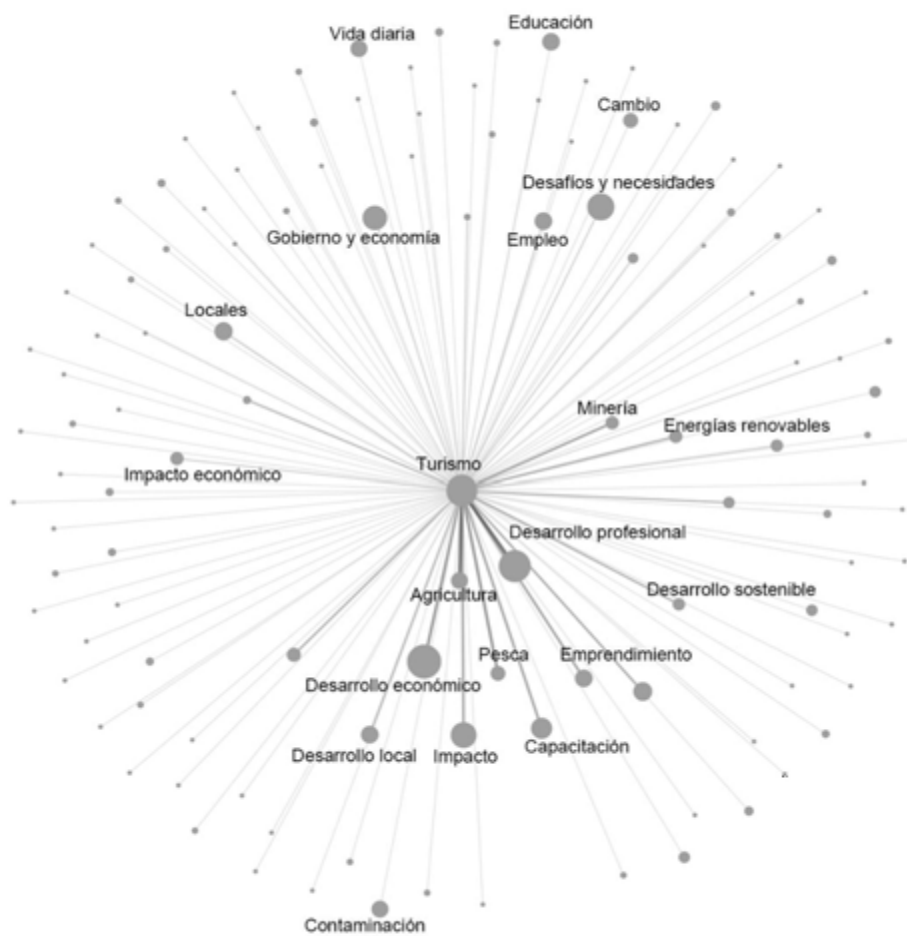 Educación
Vida diaria
Cambio
Desafíos y necesidades
Gobierno y economía
Empleo
Locales
Minería
Energías renovables
Turismo
Impacto económico
Desarrollo profesional
Desarrollo sostenible
Agricultura
Pesca
Emprendimiento
Desarrollo económico
Desarrollo local
Impacto
Capacitación
Contaminación